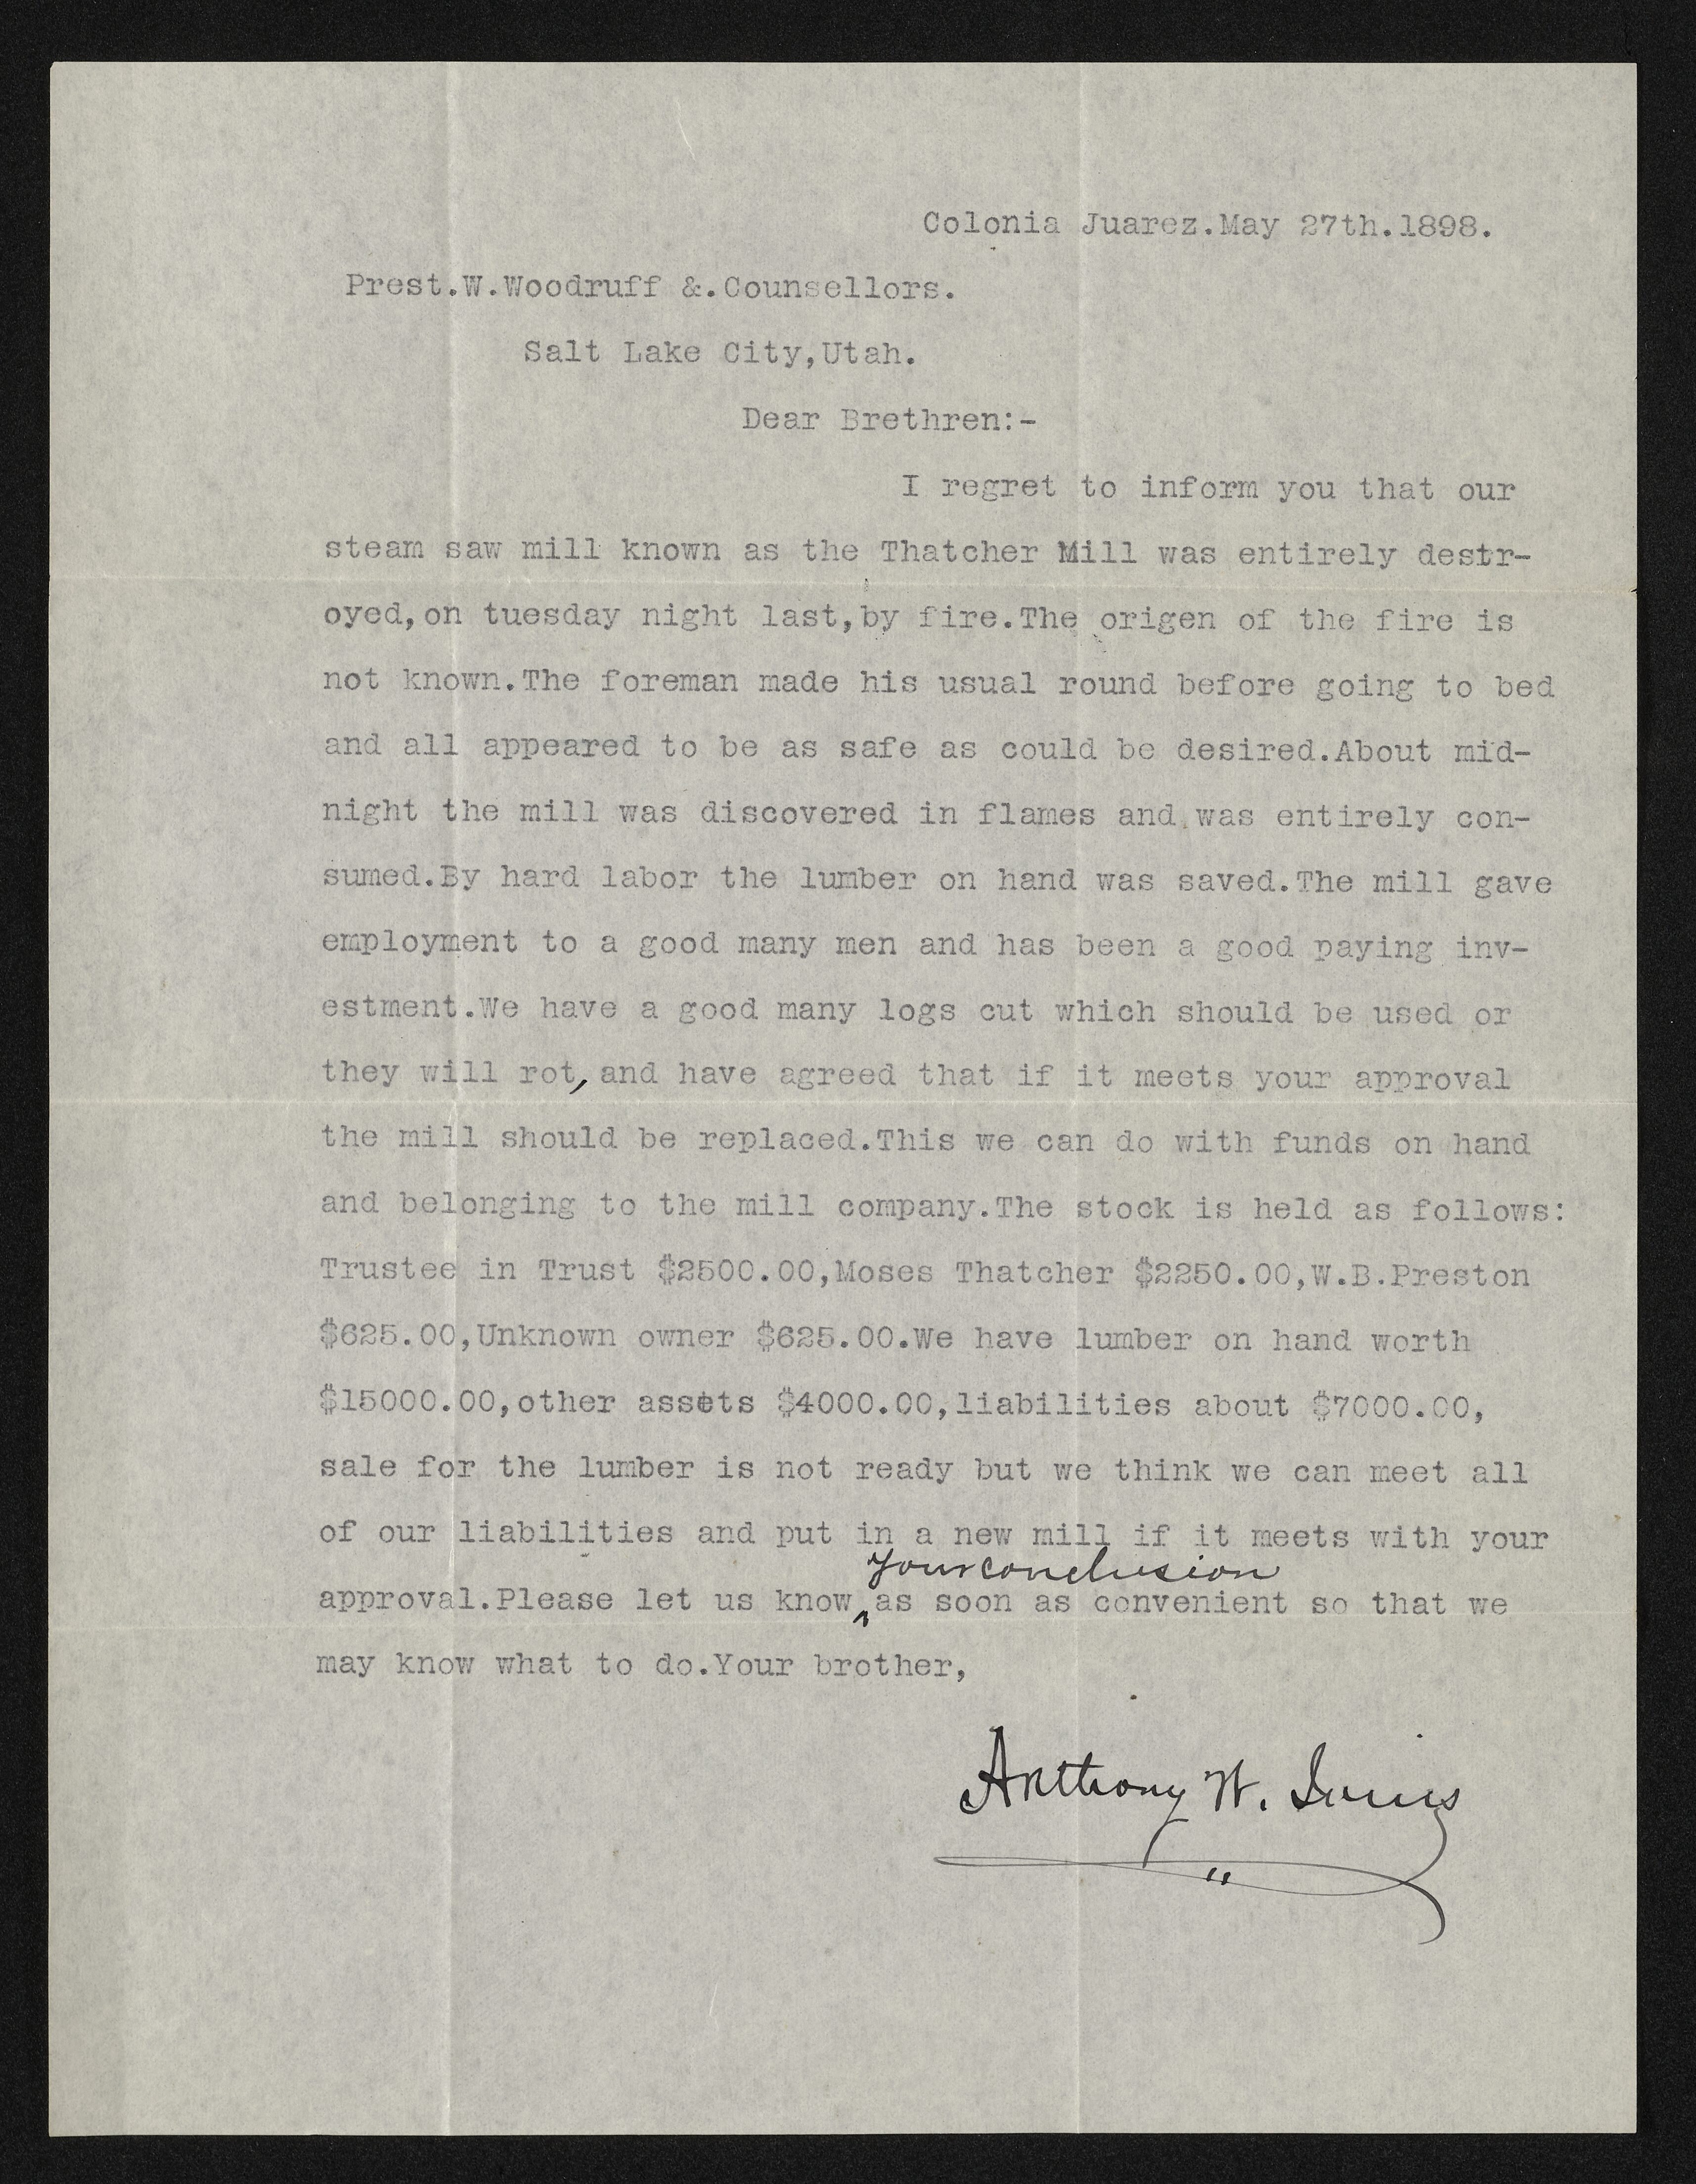 Colonia Juarez.May 27th.1898.
Prest.W.Woodruff &.Counsellors.
Salt Lake City,Utah.
Dear Brethren:-
I regret to inform you that our
steam saw mill known as the Thatcher Mill was entirely destr-
oyed,on tuesday night last,by fire.The origen of the fire is
not known.The foreman made his usual round before going to bed
and all appeared to be as safe as could be desired.About mid-
night the mill was discovered in flames and was entirely con-
sumed.By hard labor the lumber on hand was saved.The mill gave
employment to a good many men and has been a good paying inv-
estment.We have a good many logs cut which should be used or
they will rot, and have agreed that if it meets your approval
the mill should be replaced.This we can do with funds on hand
and belonging to the mill company.The stock is held as follows:
Trustee in Trust $2500.00,Moses Thatcher $2250.00,W.B.Preston
$625.00,Unknown owner $625.00.We have lumber on hand worth
$15000.00,other assets $4000.00,liabilities about $7000.00,
sale for the lumber is not ready but we think we can meet all
of our liabilities and put in a new mill if it meets with your
your conclusion
approval.Please let us know ‸ as soon as convenient so that we
may know what to do.Your brother,
Anthony W. Ivins